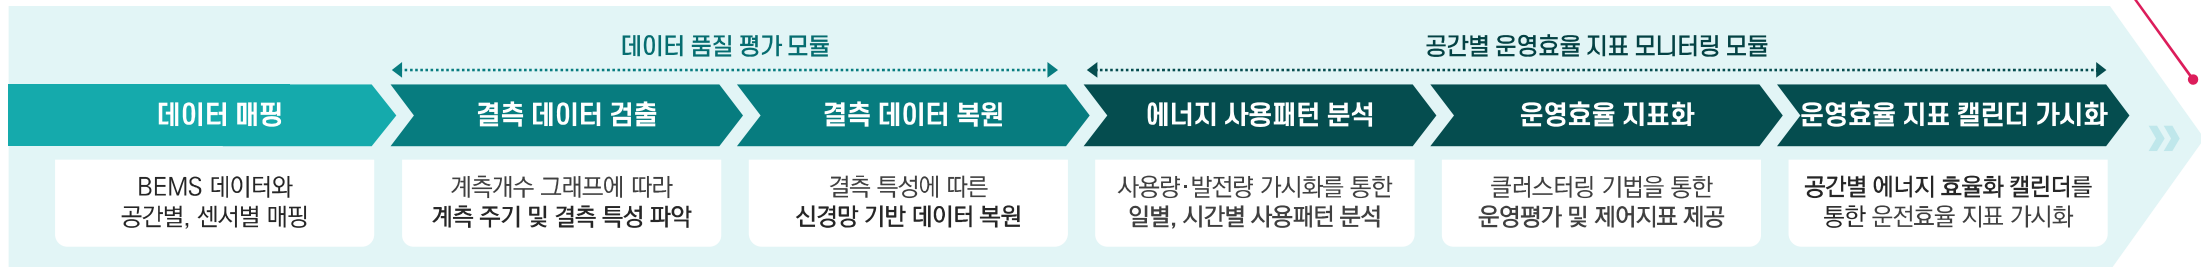 데이터 품질 평가 모듈
공간별 운영효율 지표 모니터링 모듈
데이터 매핑
결측 데이터 검출
결측 데이터 복원
에너지 사용패턴 분석
운영효율 지표화
운영효율 지표 캘린더 가시화
BEMS 데이터와
공간별, 센서별 매핑
계측개수 그래프에 따라
계측 주기 및 결측 특성 파악
결측 특성에 따른
신경망 기반 데이터 복원
사용량·발전량 가시화를 통한
일별, 시간별 사용패턴 분석
클러스터링 기법을 통한
운영평가 및 제어지표 제공
공간별 에너지 효율화 캘린더를
통한 운전효율 지표 가시화